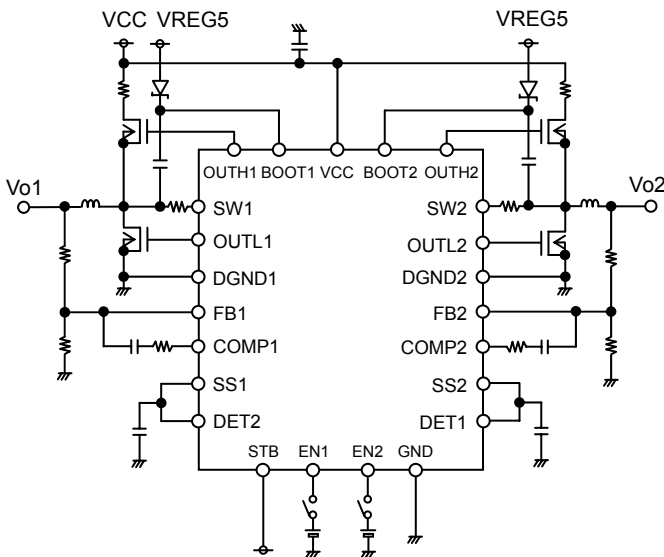 VCC VREG5 VREG5
OUTH1 BOOT1 VCC BOOT2 OUTH2
Vo1 Vo2
SW1 SW2
OUTL1 OUTL2
DGND1 DGND2
FB1 FB2
COMP1 COMP2
SS1 SS2
DET2 DET1
STB EN1 EN2 GND